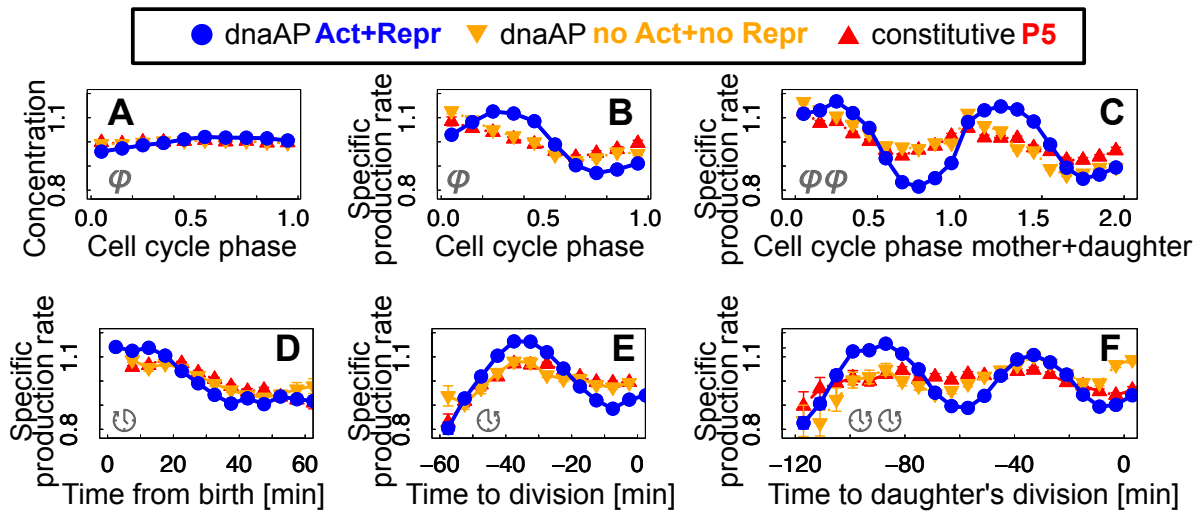 dnaAP Act+Repr dnaAP no Act+no Repr constitutive P5
A
Concentration
0.8 1.1
φ
0.0 0.5 1.0
Cell cycle phase
B
Specific
production rate
0.8 1.1
φ
0.0 0.5 1.0
Cell cycle phase
C
Specific
production rate
0.8 1.1
φφ
0.0 0.5 1.0 1.5 2.0
Cell cycle phase mother+daughter
D
Specific
production rate
0.8 1.1
0 20 40 60
Time from birth [min]
E
Specific
production rate
0.8 1.1
−60 −40 −20 0
Time to division [min]
F
Specific
production rate
0.8 1.1
−120 −80 −40 0
Time to daughter's division [min]